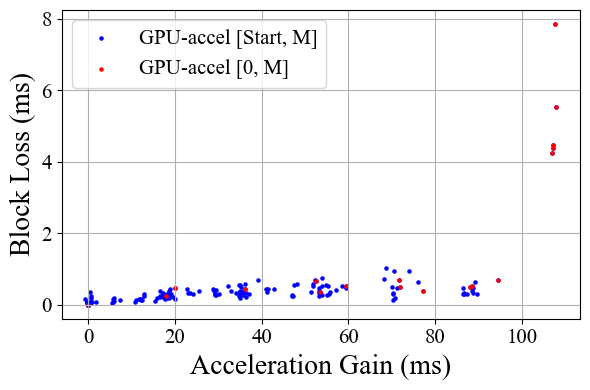 GPU-accel [Start, M]
GPU-accel [0, M]
8
6
4
2
0
Block Loss (ms)
0 20 40 60 80 100
Acceleration Gain (ms)